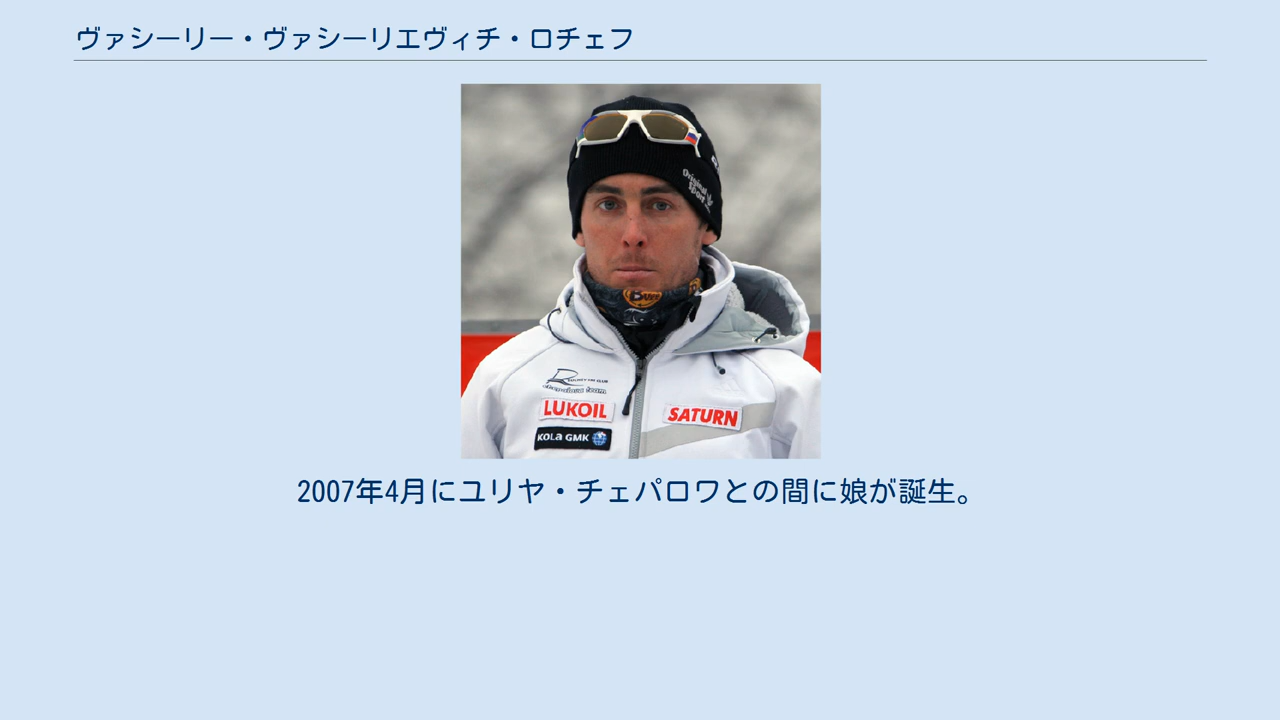 ヴァシーリー・ヴァシーリエヴィチ・ロチェフ
Original
Sport
LUKOIL
SATURN
KOLA GMK
2007年4月にユリヤ・チェパロワとの間に娘が誕生。